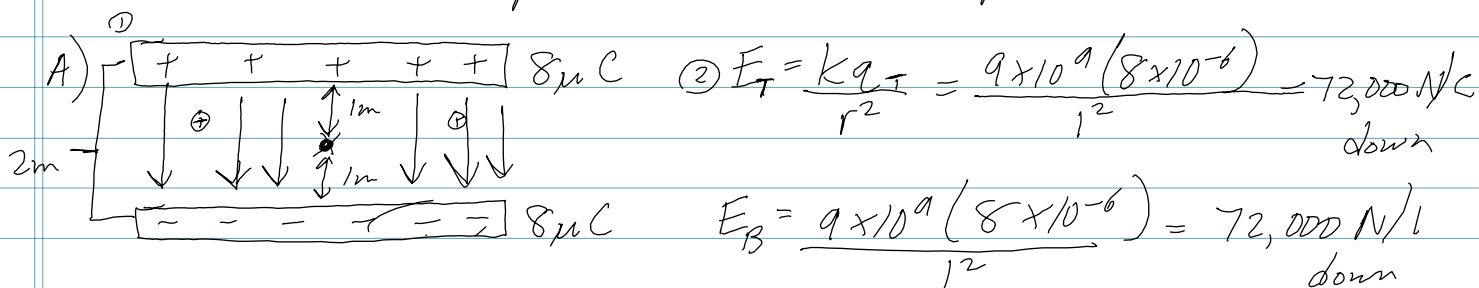 ①
A) + + + + + 8μC ② E_T = kq_T / r² = 9×10⁹(8×10⁻⁶) / 1² = 72,000 N/C
down
⊕ 1m ⊕
2m
1m
- - - - - - 8μC E_B = 9×10⁹(8×10⁻⁶) / 1² = 72,000 N/C
down